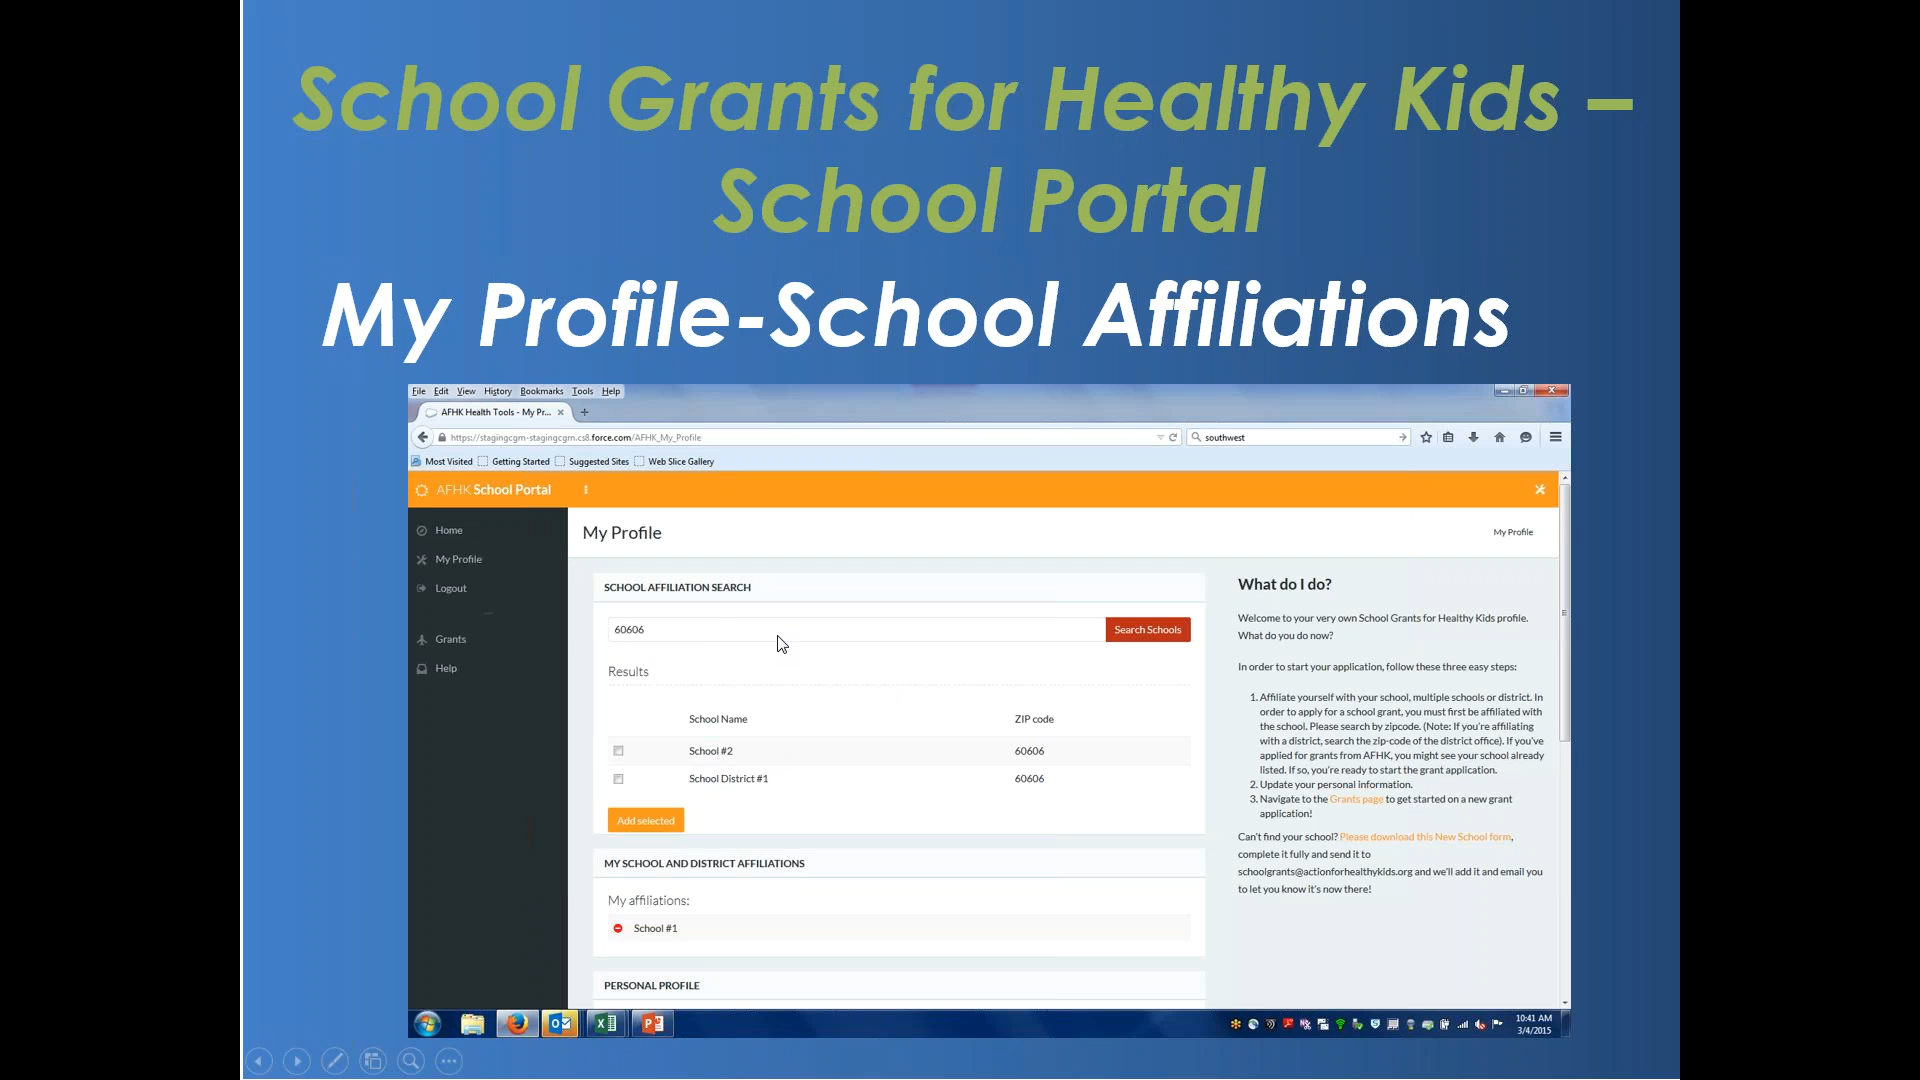 School Grants for Healthy Kids –
School Portal
My Profile-School Affiliations
File Edit View History Bookmarks Tools Help
AFHK Health Tools - My Pr...
https://stagingcgm-stagingcgm.cs8.force.com/AFHK_My_Profile
southwest
Most Visited Getting Started Suggested Sites Web Slice Gallery
AFHK School Portal
Home
My Profile
Logout
Grants
Help
My Profile
My Profile
SCHOOL AFFILIATION SEARCH
60606
Search Schools
Results
School Name ZIP code
School #2 60606
School District #1 60606
Add selected
MY SCHOOL AND DISTRICT AFFILIATIONS
My affiliations:
School #1
PERSONAL PROFILE
What do I do?
Welcome to your very own School Grants for Healthy Kids profile.
What do you do now?
In order to start your application, follow these three easy steps:
1. Affiliate yourself with your school, multiple schools or district. In
order to apply for a school grant, you must first be affiliated with
the school. Please search by zipcode. (Note: If you're affiliating
with a district, search the zip-code of the district office). If you've
applied for grants from AFHK, you might see your school already
listed. If so, you're ready to start the grant application.
2. Update your personal information.
3. Navigate to the Grants page to get started on a new grant
application!
Can't find your school? Please download this New School form,
complete it fully and send it to
schoolgrants@actionforhealthykids.org and we'll add it and email you
to let you know it's now there!
10:41 AM
3/4/2015